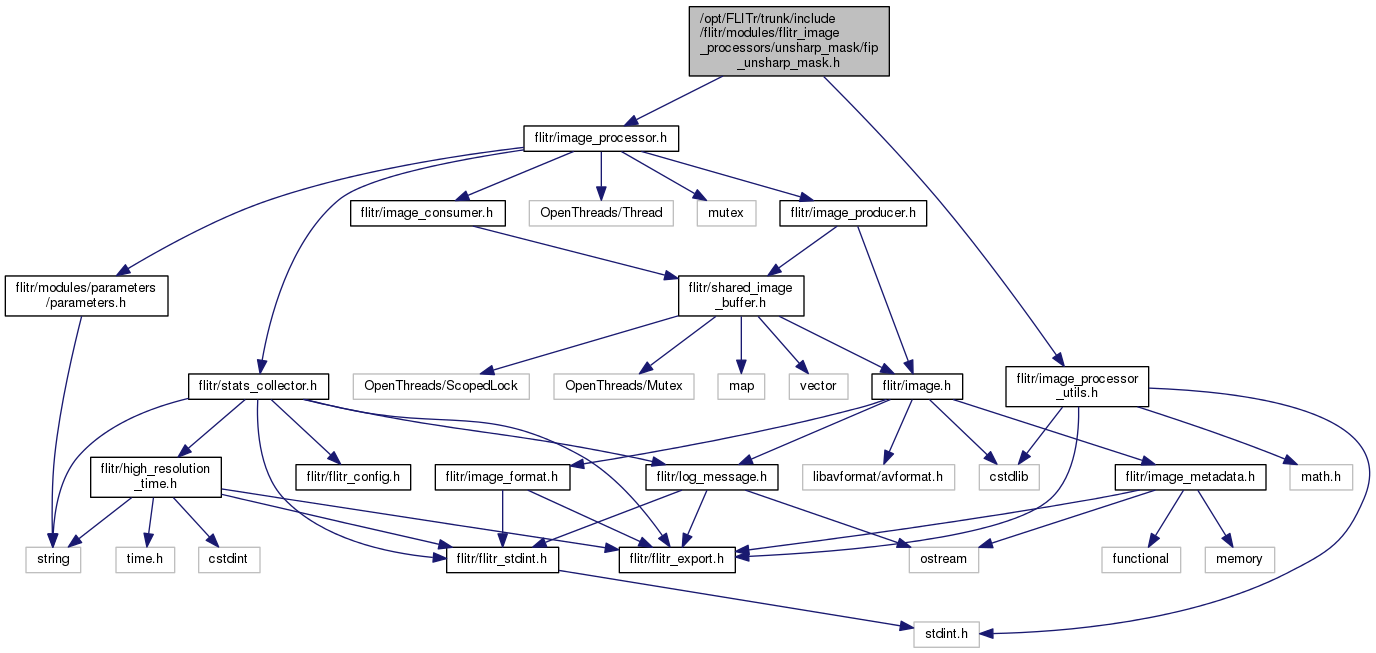 /opt/FLITr/trunk/include
/flitr/modules/flitr_image
_processors/unsharp_mask/fip
_unsharp_mask.h
flitr/image_processor.h
flitr/image_consumer.h
OpenThreads/Thread
mutex
flitr/image_producer.h
flitr/modules/parameters
/parameters.h
flitr/shared_image
_buffer.h
flitr/stats_collector.h
OpenThreads/ScopedLock
OpenThreads/Mutex
map
vector
flitr/image.h
flitr/image_processor
_utils.h
flitr/high_resolution
_time.h
flitr/flitr_config.h
flitr/image_format.h
flitr/log_message.h
libavformat/avformat.h
cstdlib
flitr/image_metadata.h
math.h
string
time.h
cstdint
flitr/flitr_stdint.h
flitr/flitr_export.h
ostream
functional
memory
stdint.h